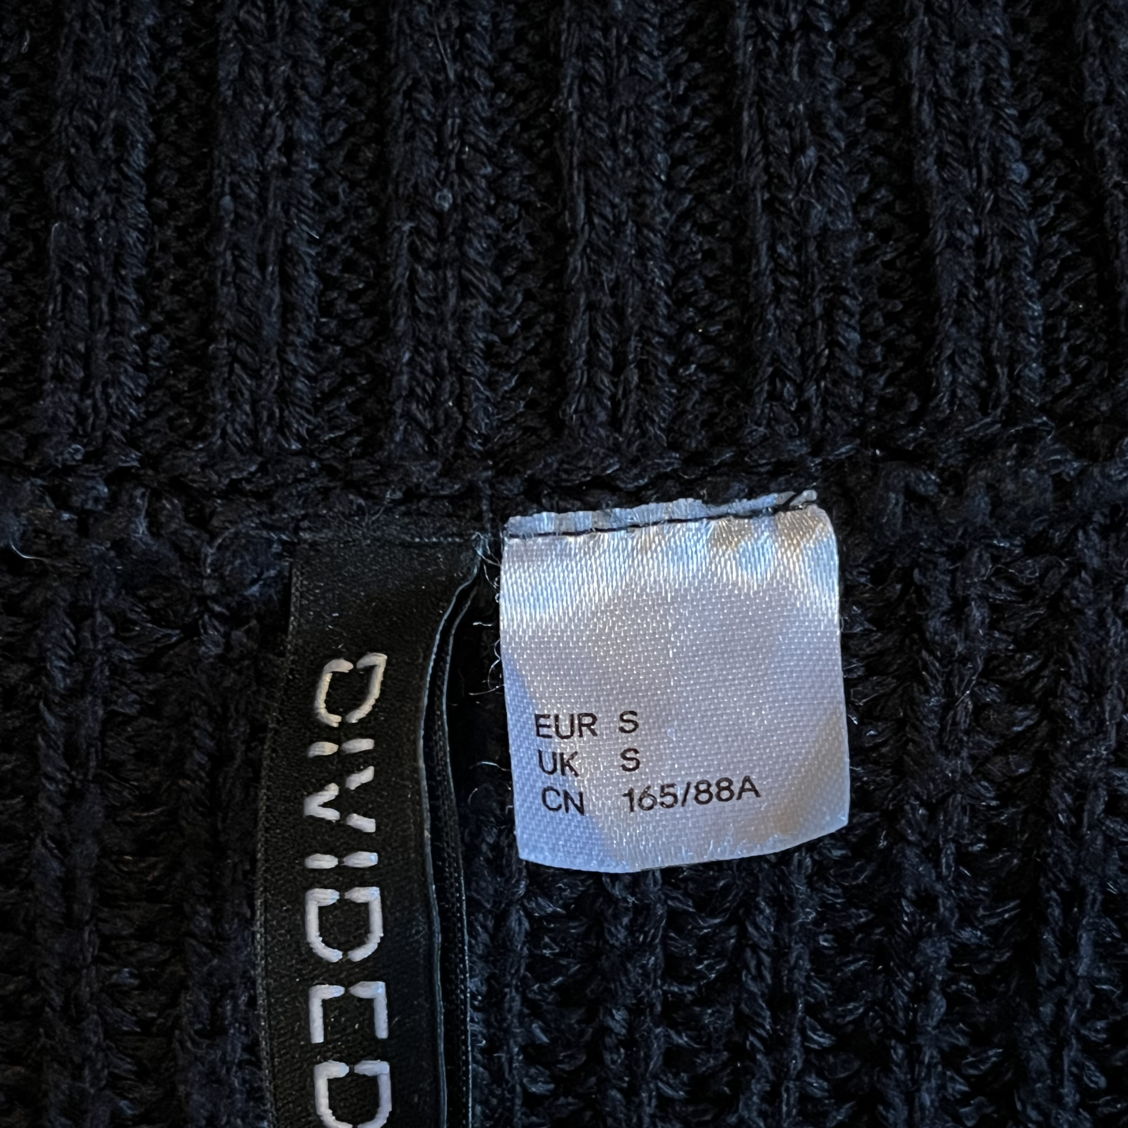 DIVIDED
EUR S
UK S
CN 165/88A